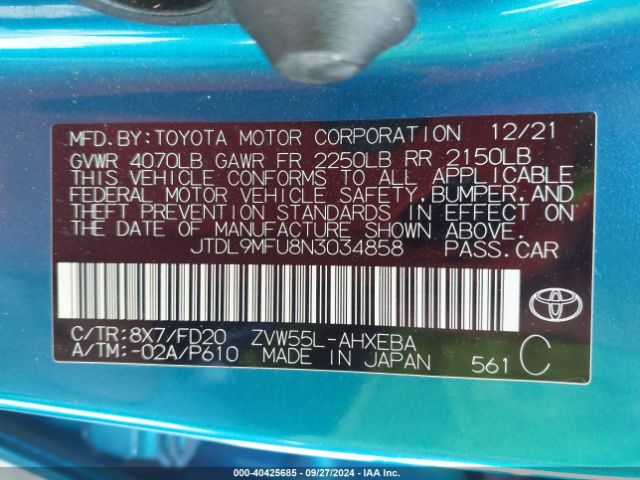 MFD.BY:TOYOTA MOTOR CORPORATION 12/21
GVWR 4070LB GAWR FR 2250LB RR 2150LB
THIS VEHICLE CONFORMS TO ALL APPLICABLE
FEDERAL MOTOR VEHICLE SAFETY,BUMPER,AND
THEFT PREVENTION STANDARDS IN EFFECT ON
THE DATE OF MANUFACTURE SHOWN ABOVE.
JTDL9MFU8N3034858 PASS.CAR
C/TR:8X7/FD20 ZVW55L-AHXEBA
A/TM:-02A/P610 MADE IN JAPAN 561 C
000-40425685 - 09/27/2024 - IAA Inc.